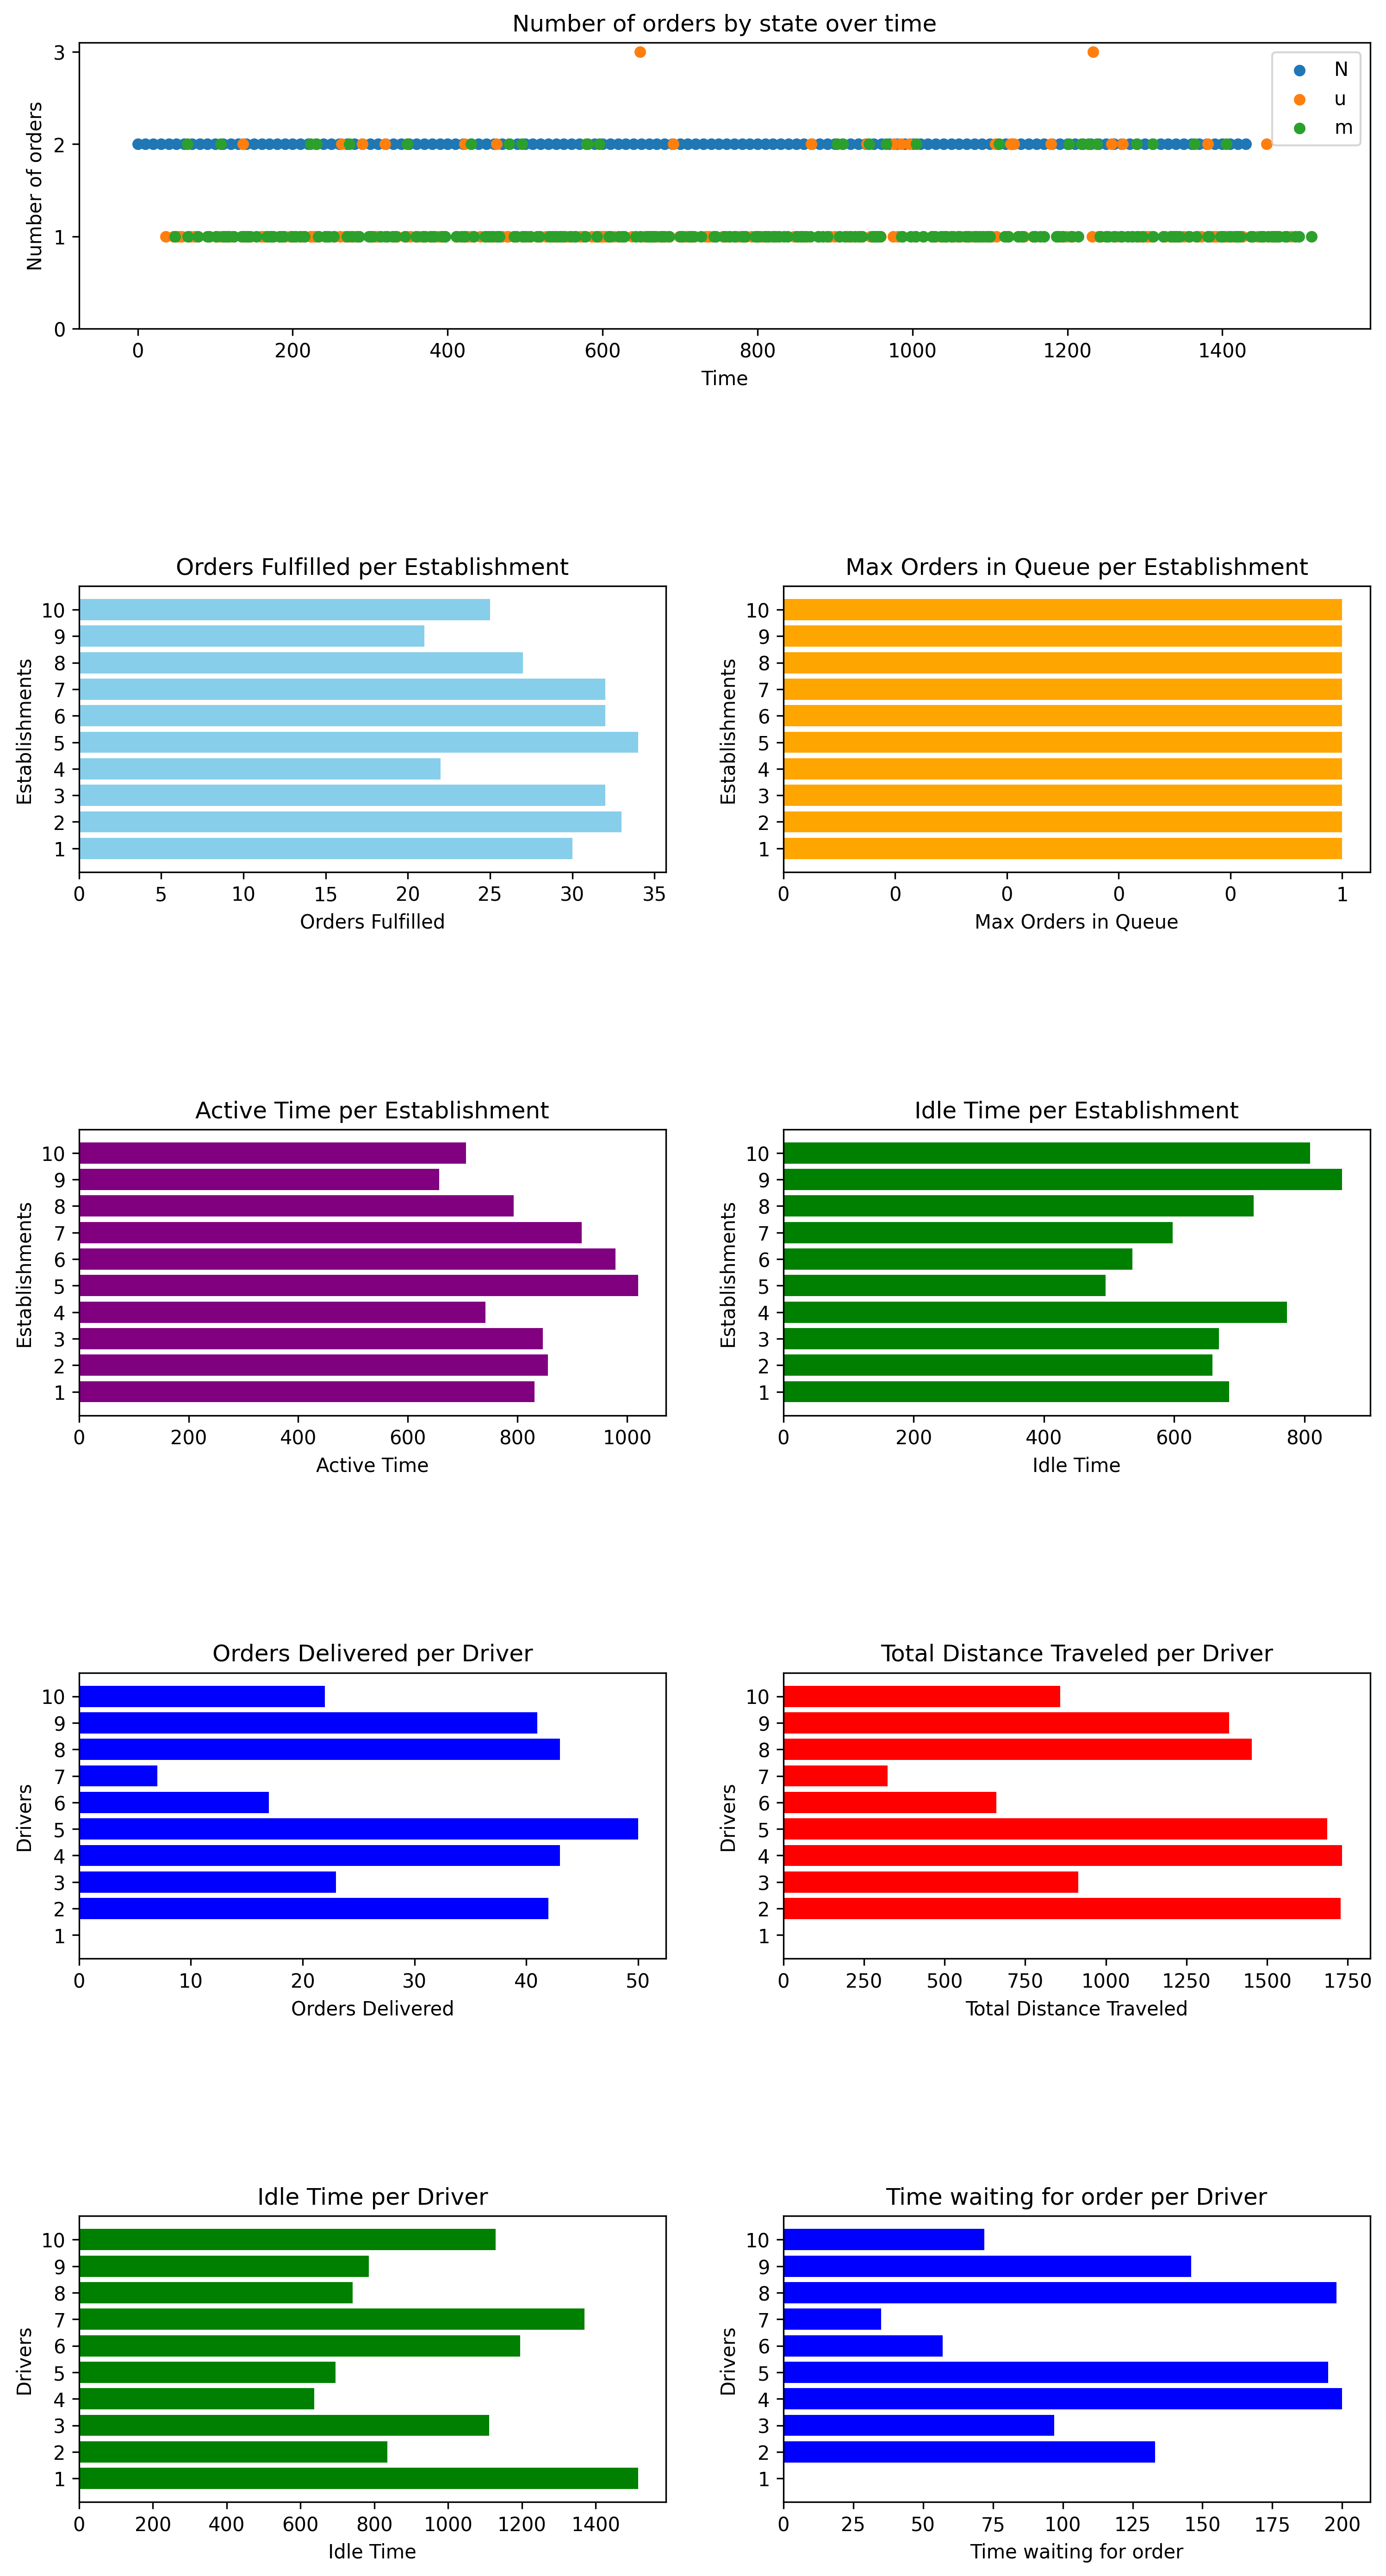 Number of orders by state over time
Number of orders
3
2
1
0
N
u
m
0 200 400 600 800 1000 1200 1400
Time
Orders Fulfilled per Establishment
Establishments
10
9
8
7
6
5
4
3
2
1
0 5 10 15 20 25 30 35
Orders Fulfilled
Max Orders in Queue per Establishment
Establishments
10
9
8
7
6
5
4
3
2
1
0 0 0 0 0 1
Max Orders in Queue
Active Time per Establishment
Establishments
10
9
8
7
6
5
4
3
2
1
0 200 400 600 800 1000
Active Time
Idle Time per Establishment
Establishments
10
9
8
7
6
5
4
3
2
1
0 200 400 600 800
Idle Time
Orders Delivered per Driver
Drivers
10
9
8
7
6
5
4
3
2
1
0 10 20 30 40 50
Orders Delivered
Total Distance Traveled per Driver
Drivers
10
9
8
7
6
5
4
3
2
1
0 250 500 750 1000 1250 1500 1750
Total Distance Traveled
Idle Time per Driver
Drivers
10
9
8
7
6
5
4
3
2
1
0 200 400 600 800 1000 1200 1400
Idle Time
Time waiting for order per Driver
Drivers
10
9
8
7
6
5
4
3
2
1
0 25 50 75 100 125 150 175 200
Time waiting for order